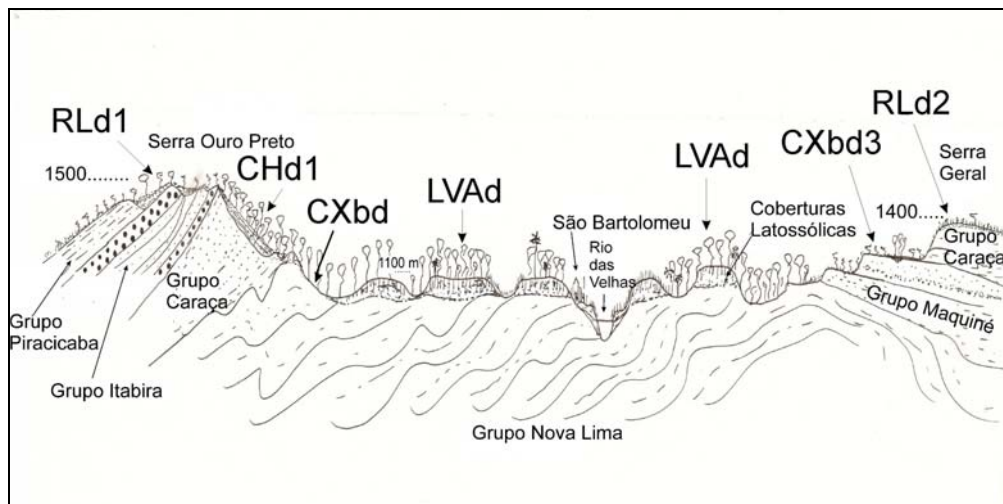 RLd1
Serra Ouro Preto
1500........
CHd1
CXbd
LVAd
1100 m
São Bartolomeu
Rio
das
Velhas
LVAd
Coberturas
Latossólicas
CXbd3
RLd2
Serra
Geral
1400.....
Grupo
Caraça
Grupo Maquiné
Grupo
Caraça
Grupo
Piracicaba
Grupo Itabira
Grupo Nova Lima